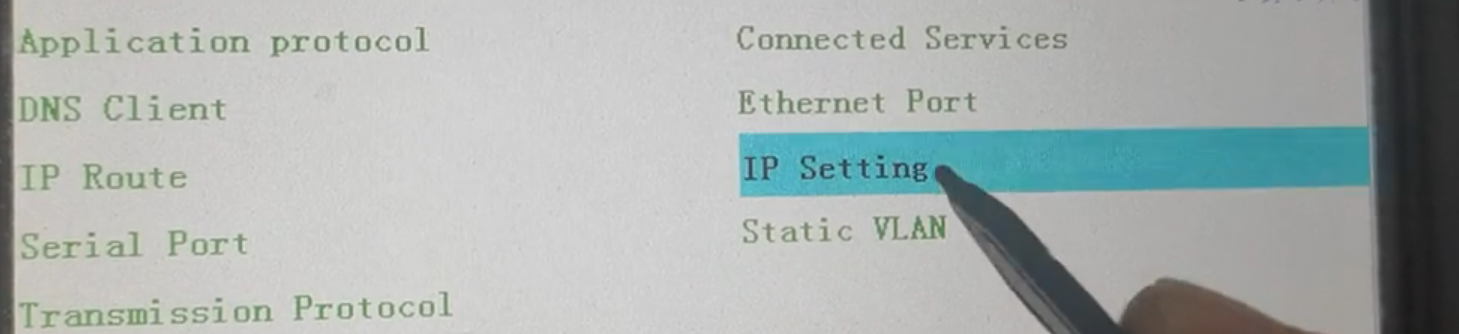 Application protocol
Connected Services
DNS Client
Ethernet Port
IP Route
IP Setting
Serial Port
Static VLAN
Transmission Protocol